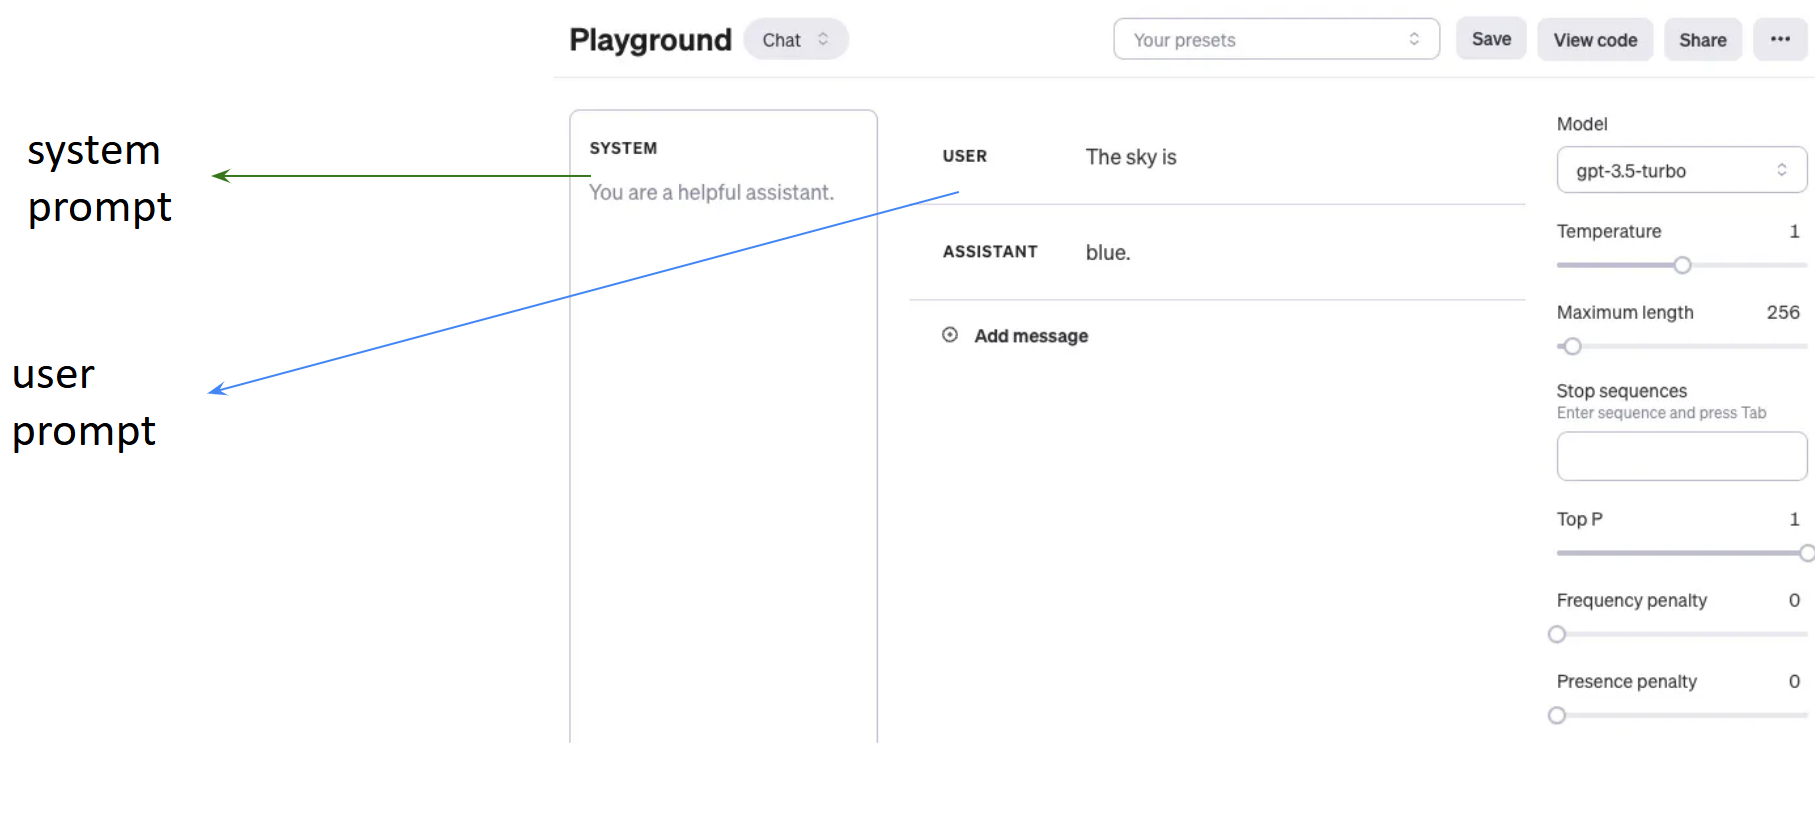 Playground Chat Your presets Save View code Share
system
prompt
SYSTEM
You are a helpful assistant.
user
prompt
USER The sky is
ASSISTANT blue.
Add message
Model
gpt-3.5-turbo
Temperature 1
Maximum length 256
Stop sequences
Enter sequence and press Tab
Top P 1
Frequency penalty 0
Presence penalty 0